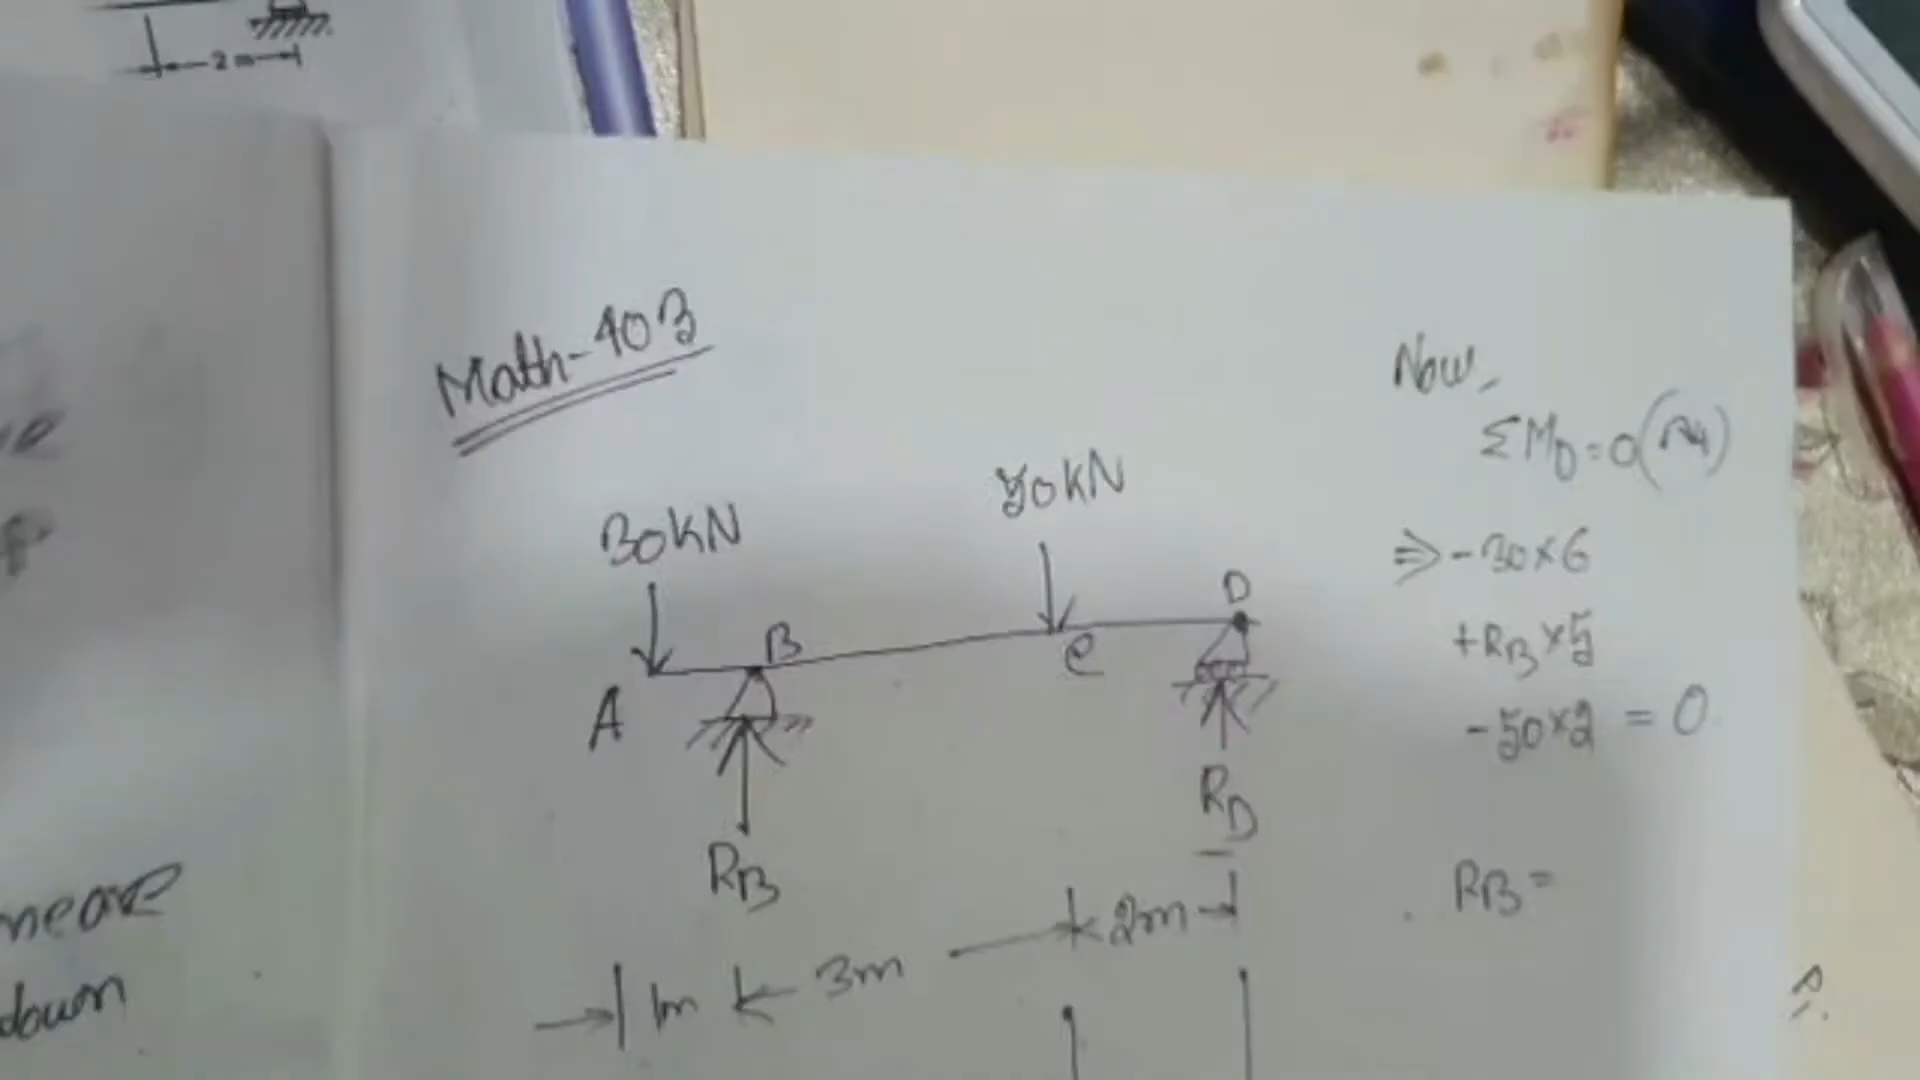 2m
Math-403
30kN
50kN
A
B
C
D
RB
RD
1m
3m
2m
Now,
ΣMD=0
⇒ -30×6
+RB×5
-50×2 = 0
RB=
down